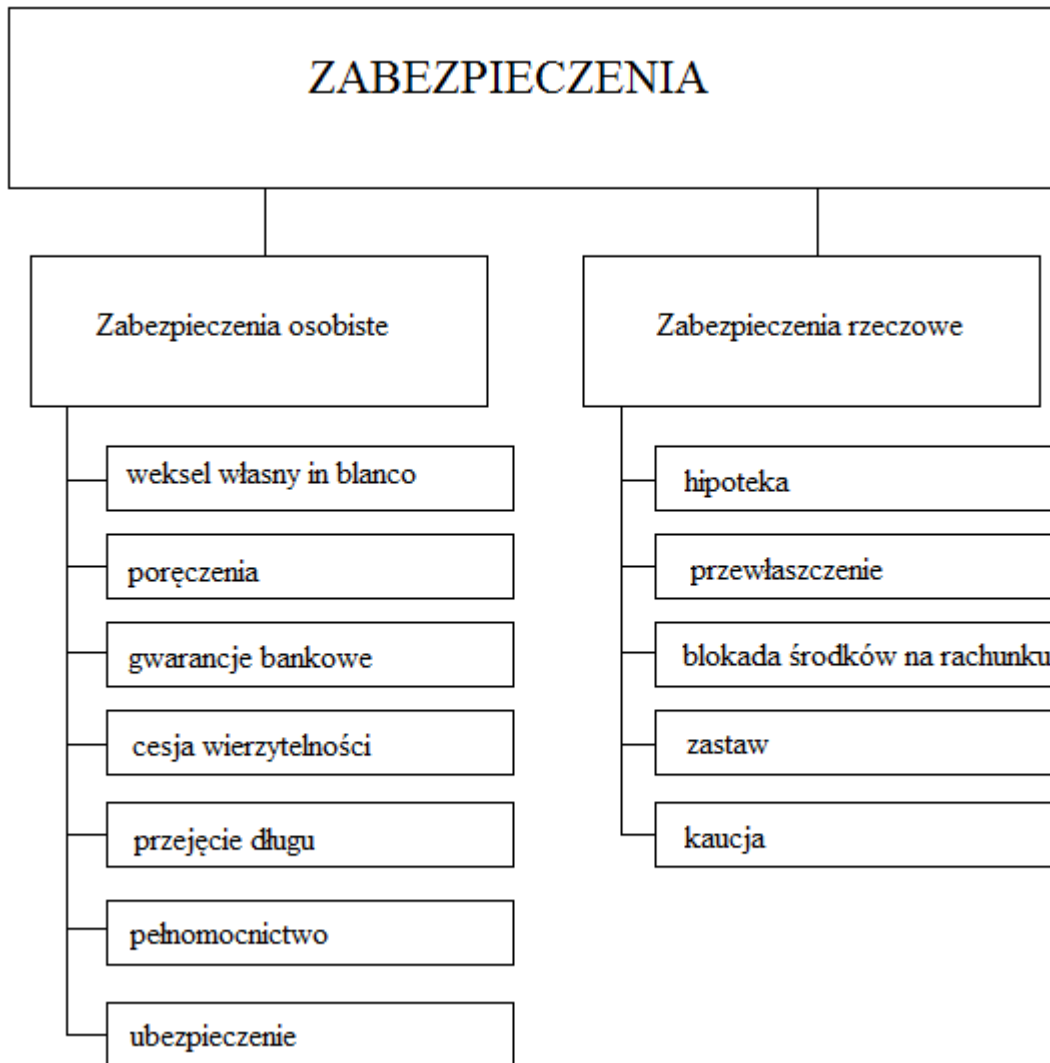 ZABEZPIECZENIA
Zabezpieczenia osobiste
weksel własny in blanco
poręczenia
gwarancje bankowe
cesja wierzytelności
przejęcie długu
pełnomocnictwo
ubezpieczenie
Zabezpieczenia rzeczowe
hipoteka
przewłaszczenie
blokada środków na rachunku
zastaw
kaucja